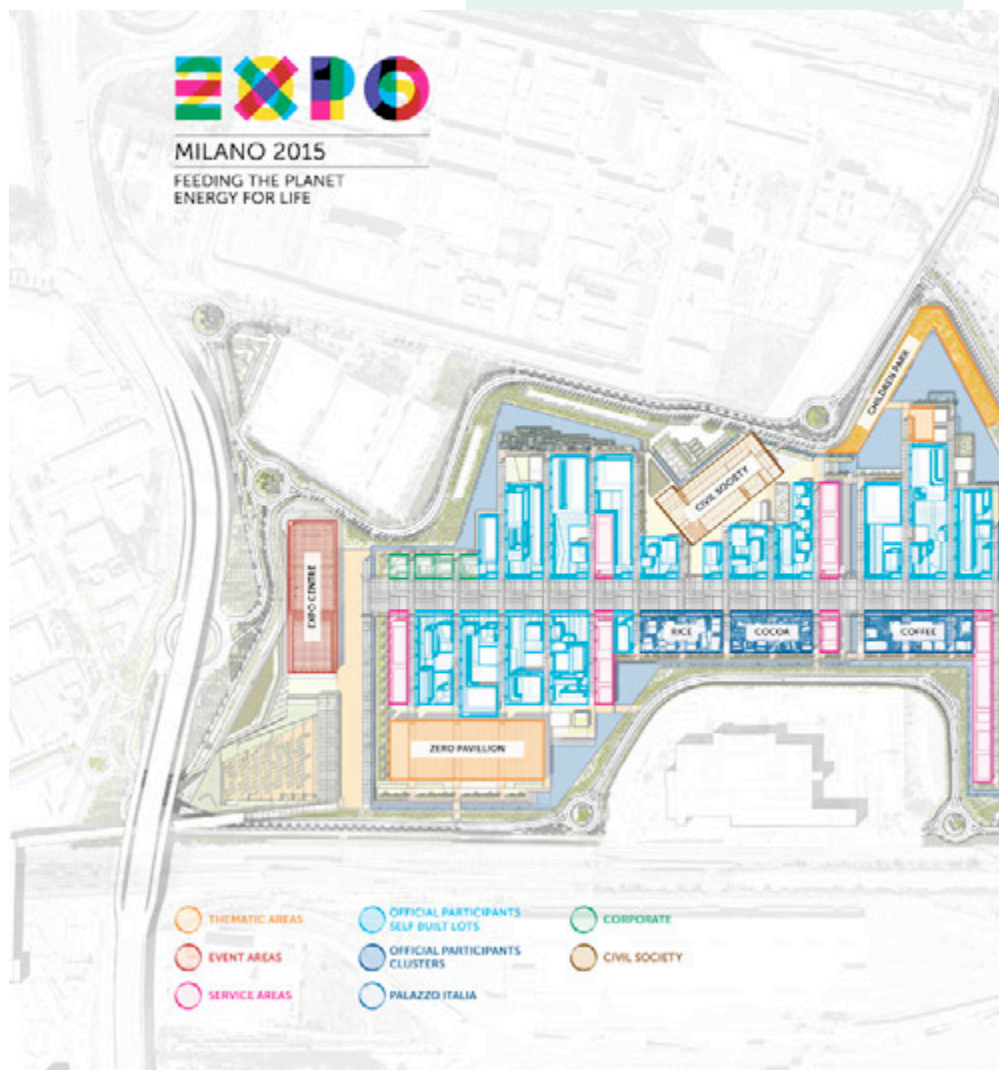 EXPO
MILANO 2015
FEEDING THE PLANET
ENERGY FOR LIFE
CHILDREN PARK
CIVIL SOCIETY
EXPO CENTRE
RICE
COCOA
COFFEE
ZERO PAVILLION
THEMATIC AREAS
EVENT AREAS
SERVICE AREAS
OFFICIAL PARTICIPANTS
SELF BUILT LOTS
OFFICIAL PARTICIPANTS
CLUSTERS
PALAZZO ITALIA
CORPORATE
CIVIL SOCIETY